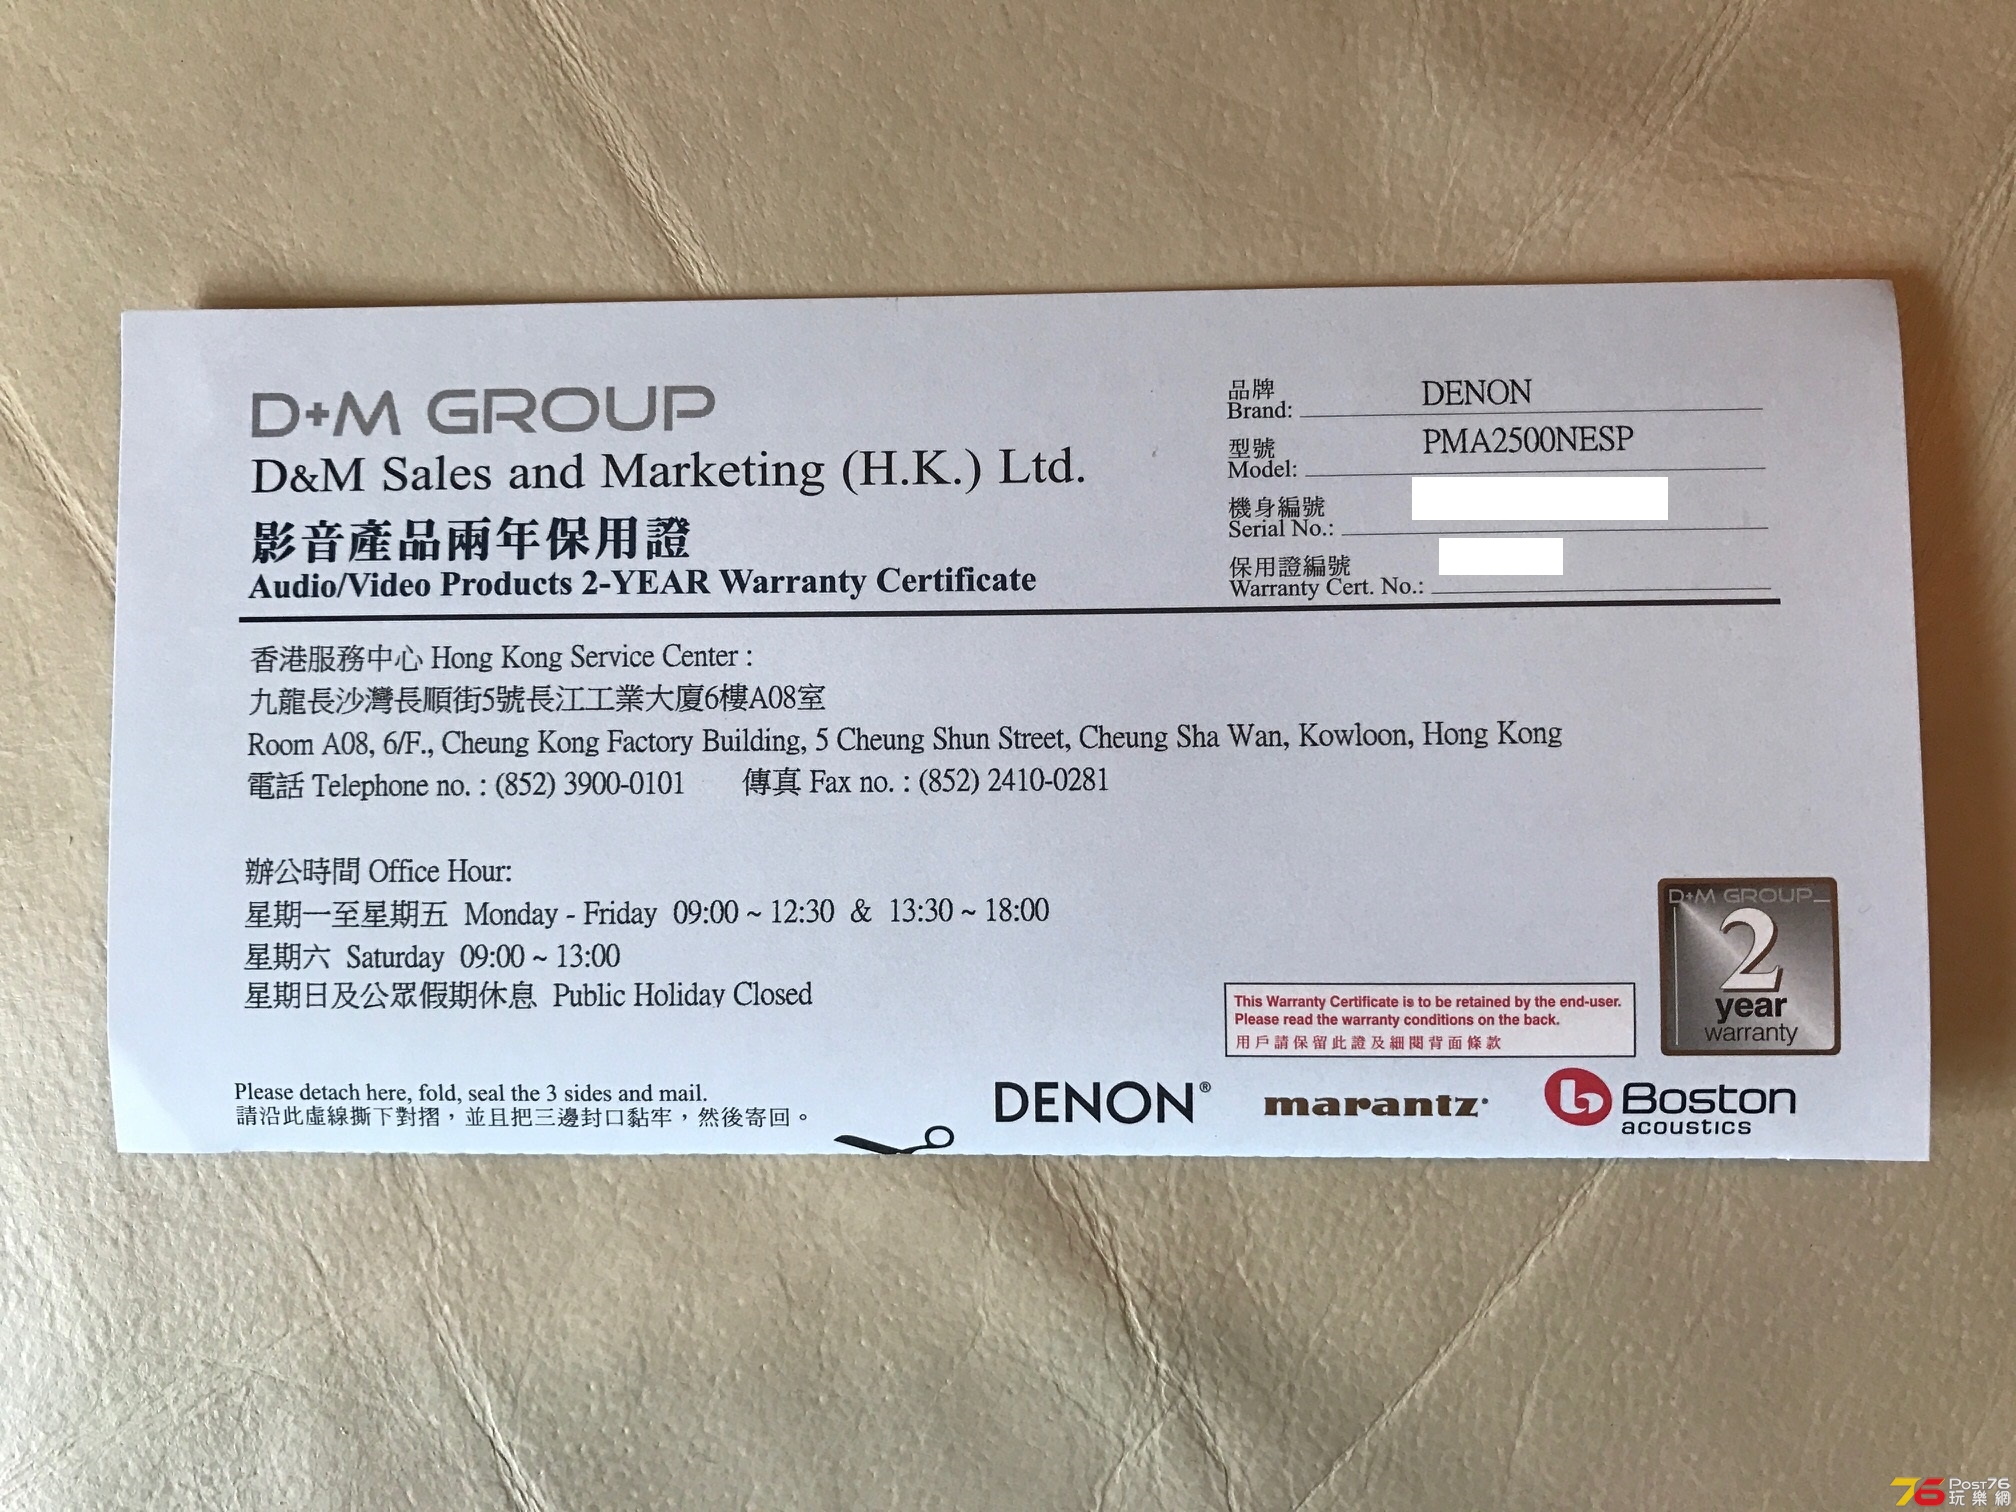 D+M GROUP
D&M Sales and Marketing (H.K.) Ltd.
影音產品兩年保用證
Audio/Video Products 2-YEAR Warranty Certificate
品牌
Brand: DENON
型號
Model: PMA2500NESP
機身編號
Serial No.:
保用證編號
Warranty Cert. No.:
香港服務中心 Hong Kong Service Center :
九龍長沙灣長順街5號長江工業大廈6樓A08室
Room A08, 6/F., Cheung Kong Factory Building, 5 Cheung Shun Street, Cheung Sha Wan, Kowloon, Hong Kong
電話 Telephone no. : (852) 3900-0101 傳真 Fax no. : (852) 2410-0281
辦公時間 Office Hour:
星期一至星期五 Monday - Friday 09:00 ~ 12:30 & 13:30 ~ 18:00
星期六 Saturday 09:00 ~ 13:00
星期日及公眾假期休息 Public Holiday Closed
This Warranty Certificate is to be retained by the end-user.
Please read the warranty conditions on the back.
用戶請保留此證及細閱背面條款
D+M GROUP
2
year
warranty
Please detach here, fold, seal the 3 sides and mail.
請沿此虛線撕下對摺，並且把三邊封口黏牢，然後寄回。
DENON®
marantz
Boston
acoustics
76 POST76
玩樂網